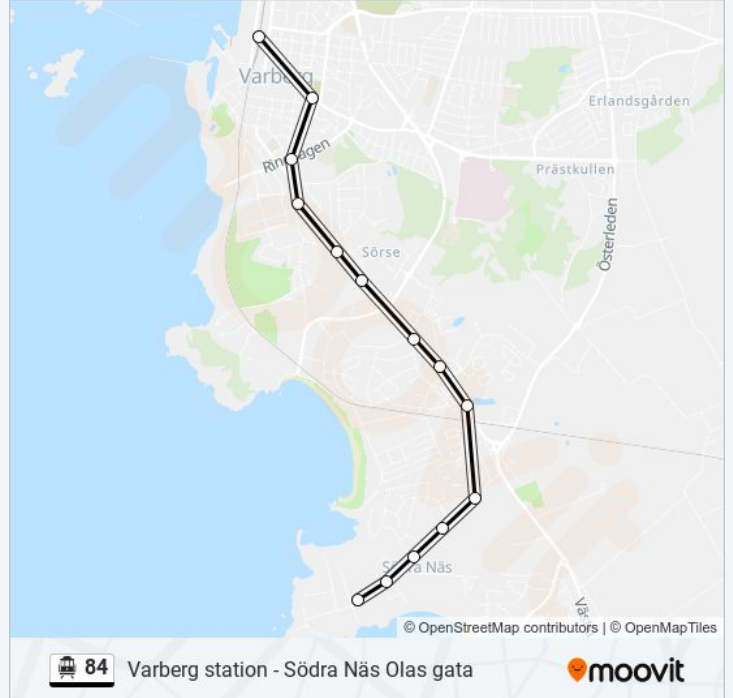 Varberg
Erlandsgården
Ringvägen
Prästkullen
Österleden
Sörse
Södra Näs
Väs
© OpenStreetMap contributors | © OpenMapTiles
84 Varberg station - Södra Näs Olas gata moovit